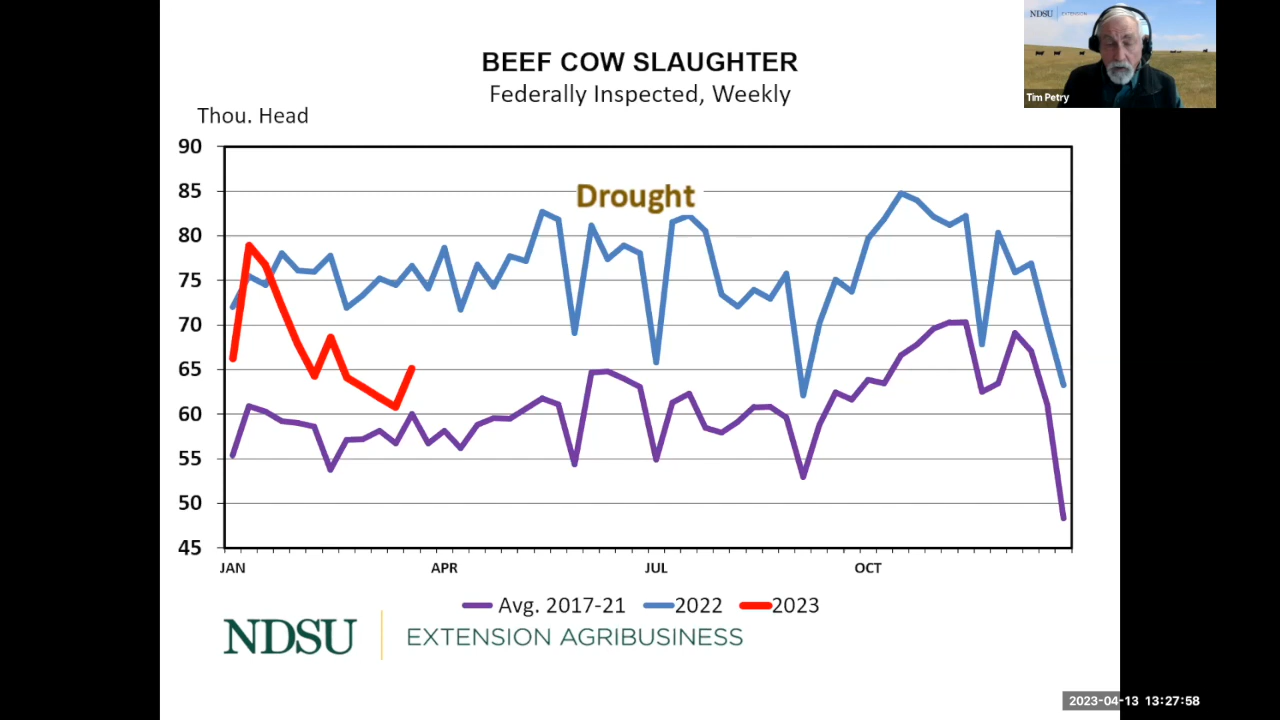 NDSU EXTENSION
Tim Petry
BEEF COW SLAUGHTER
Federally Inspected, Weekly
Thou. Head
90
85
80
75
70
65
60
55
50
45
Drought
JAN APR JUL OCT
Avg. 2017-21 2022 2023
NDSU EXTENSION AGRIBUSINESS
2023-04-13 13:27:58